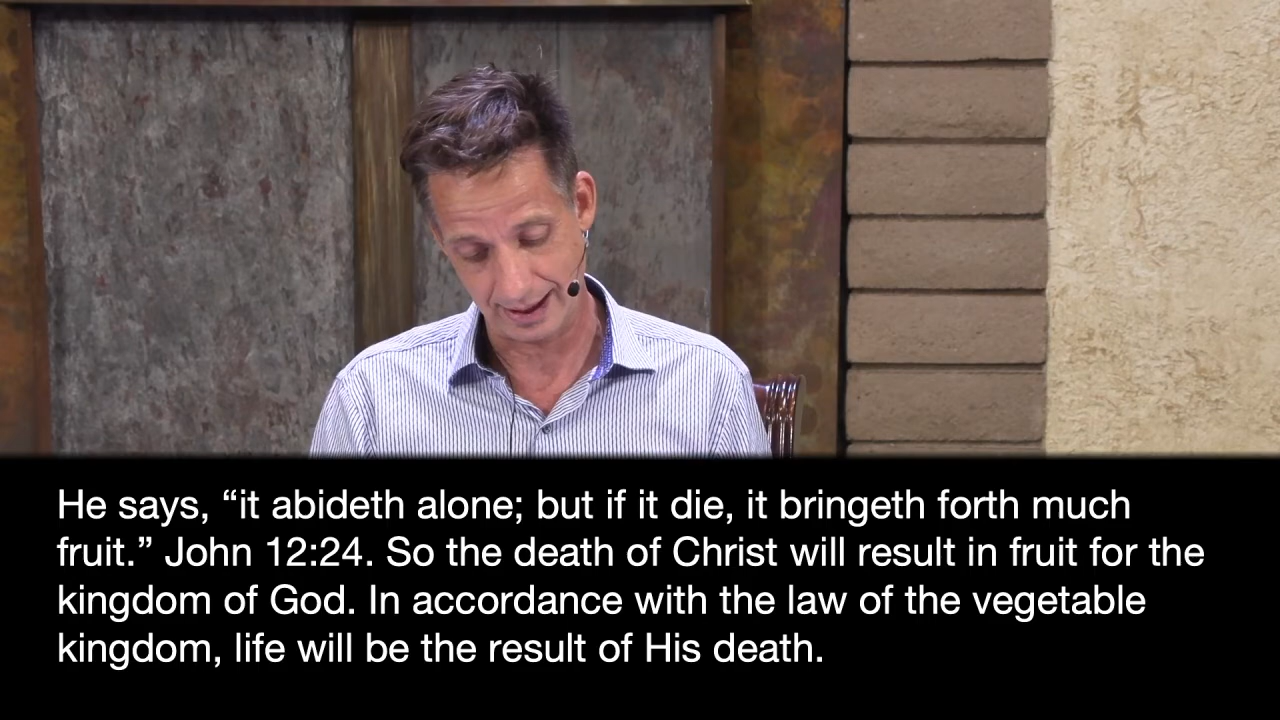 He says, “it abideth alone; but if it die, it bringeth forth much
fruit.” John 12:24. So the death of Christ will result in fruit for the
kingdom of God. In accordance with the law of the vegetable
kingdom, life will be the result of His death.